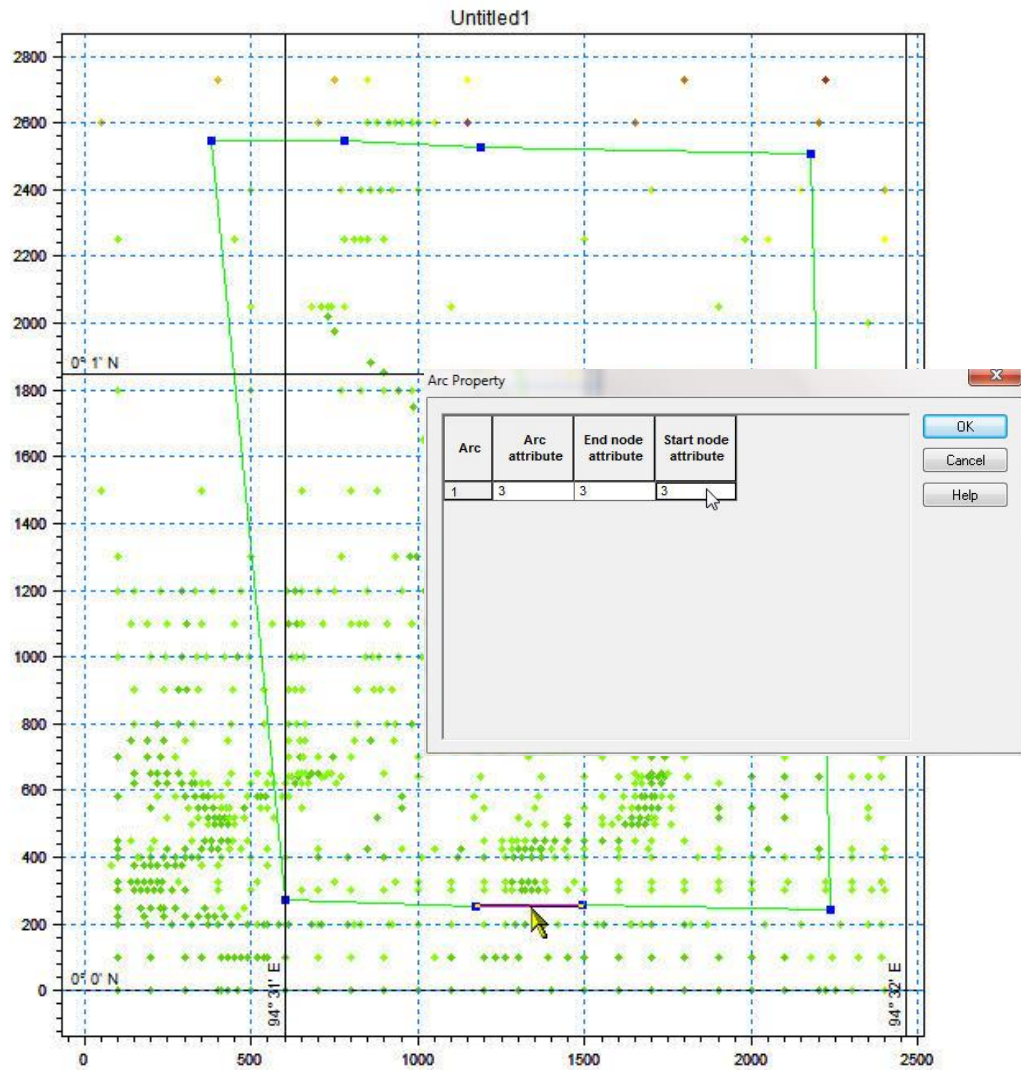 Untitled1
2800
2600
2400
2200
2000
0° 1' N
1800
1600
1400
1200
1000
800
600
400
200
0° 0' N
0
94° 31' E
94° 32' E
0 500 1000 1500 2000 2500
Arc Property
Arc Arc attribute End node attribute Start node attribute
1 3 3 3
OK
Cancel
Help